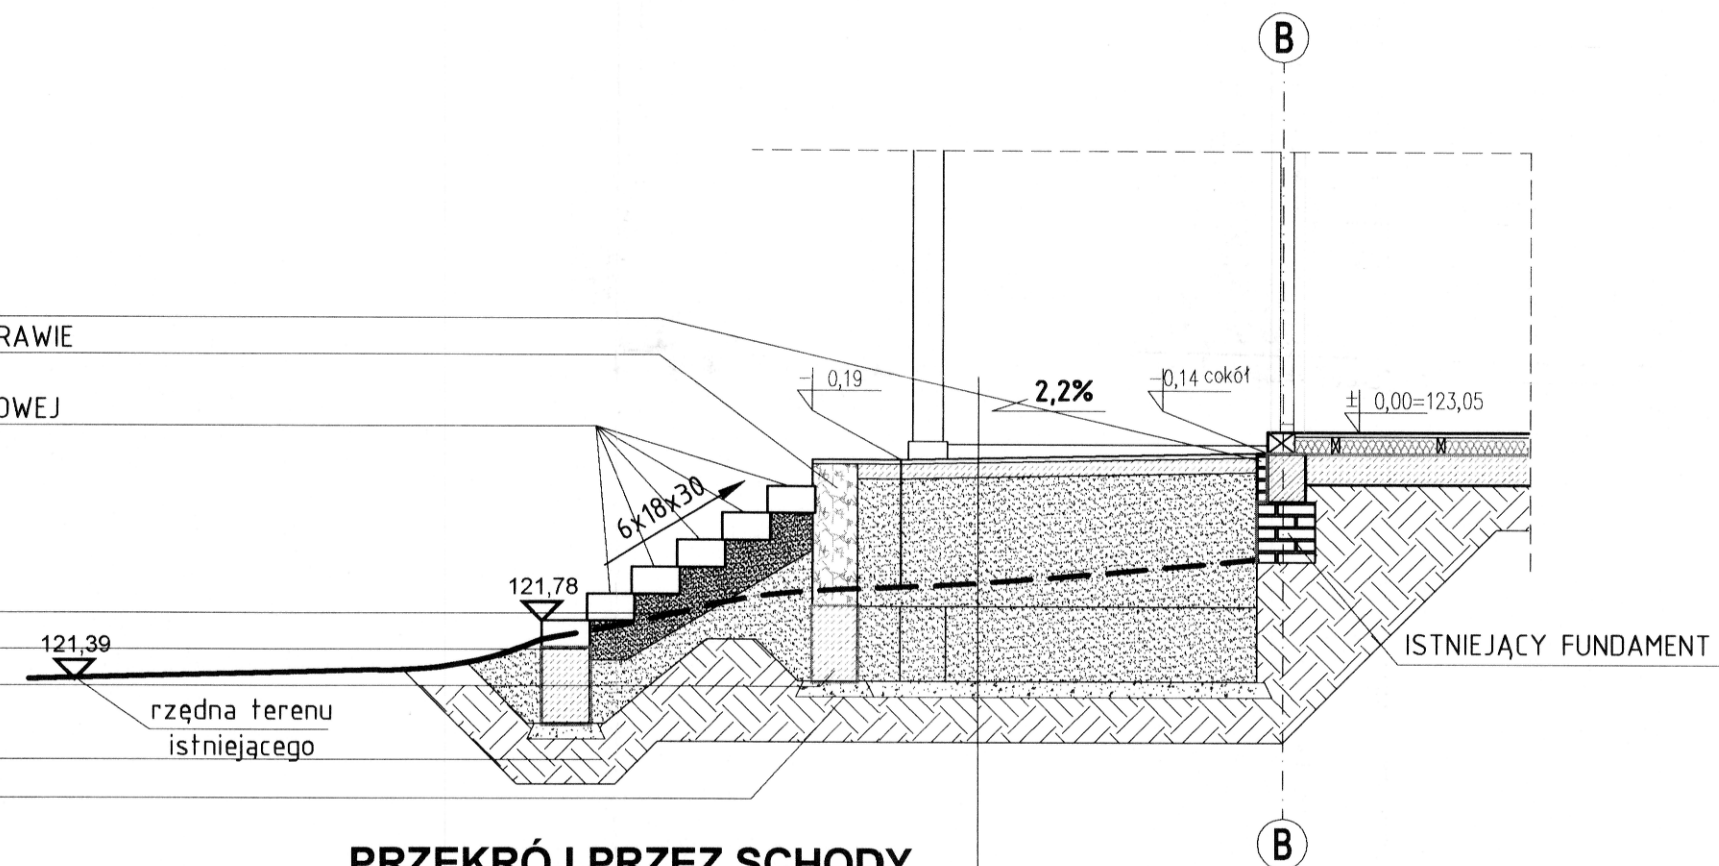 B
RAWIE
OWEJ
- 0,19
2,2%
-0,14 cokół
± 0,00=123,05
6x18x30
121,78
121,39
rzędna terenu
istniejącego
ISTNIEJĄCY FUNDAMENT
B
PRZEKRÓJ PRZEZ SCHODY